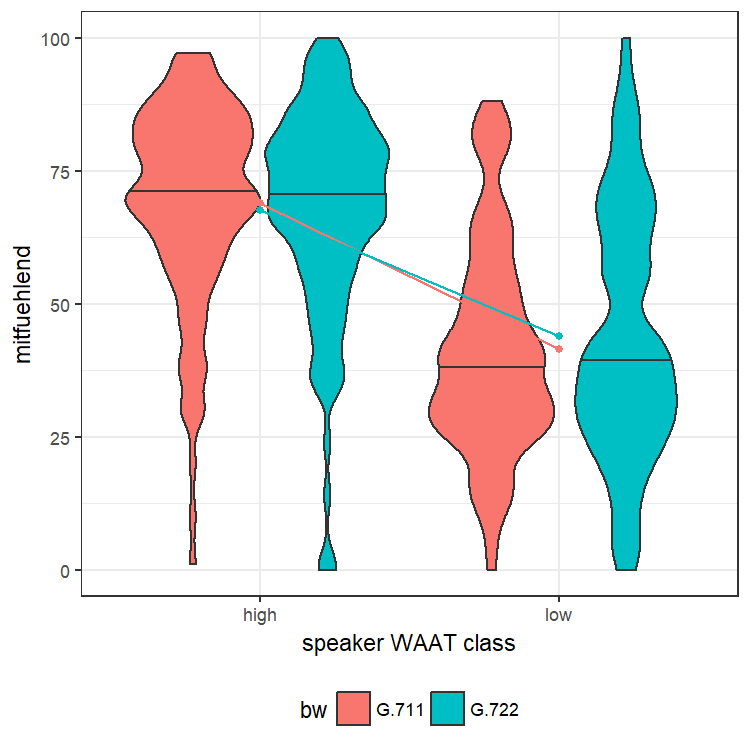 mitfuehlend
100
75
50
25
0
high low
speaker WAAT class
bw G.711 G.722